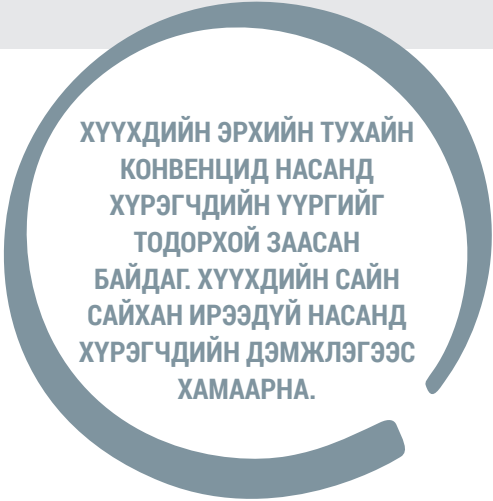 ХҮҮХДИЙН ЭРХИЙН ТУХАЙН
КОНВЕНЦИД НАСАНД
ХҮРЭГЧДИЙН ҮҮРГИЙГ
ТОДОРХОЙ ЗААСАН
БАЙДАГ. ХҮҮХДИЙН САЙН
САЙХАН ИРЭЭДҮЙ НАСАНД
ХҮРЭГЧДИЙН ДЭМЖЛЭГЭЭС
ХАМААРНА.